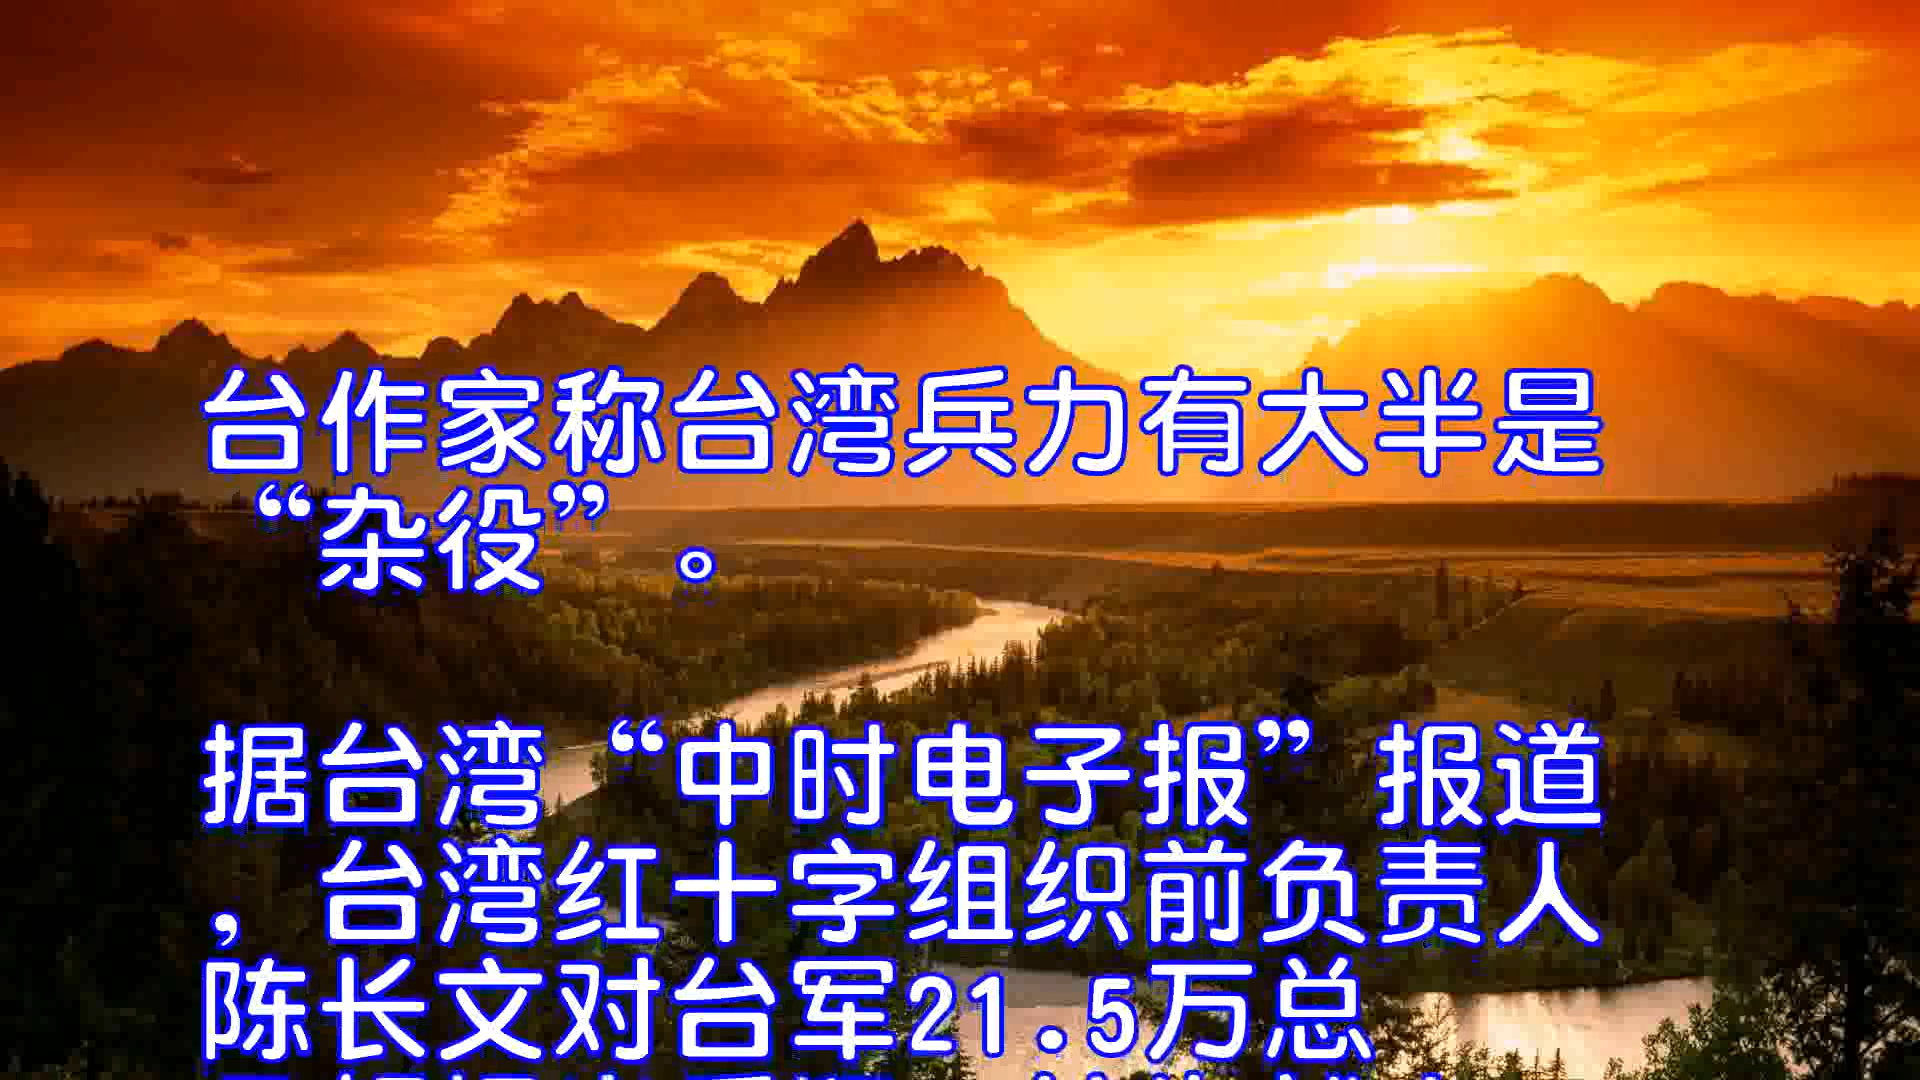 台作家称台湾兵力有大半是
“杂役”。
据台湾“中时电子报”报道
，台湾红十字组织前负责人
陈长文对台军21.5万总